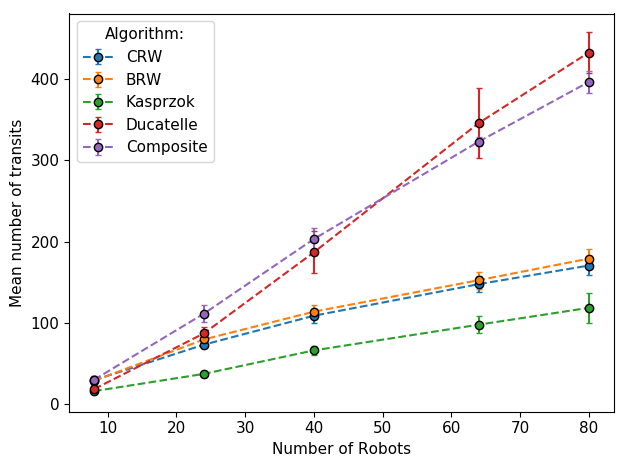 Algorithm:
CRW
BRW
Kasprzok
Ducatelle
Composite
400
300
200
100
0
Mean number of transits
10 20 30 40 50 60 70 80
Number of Robots